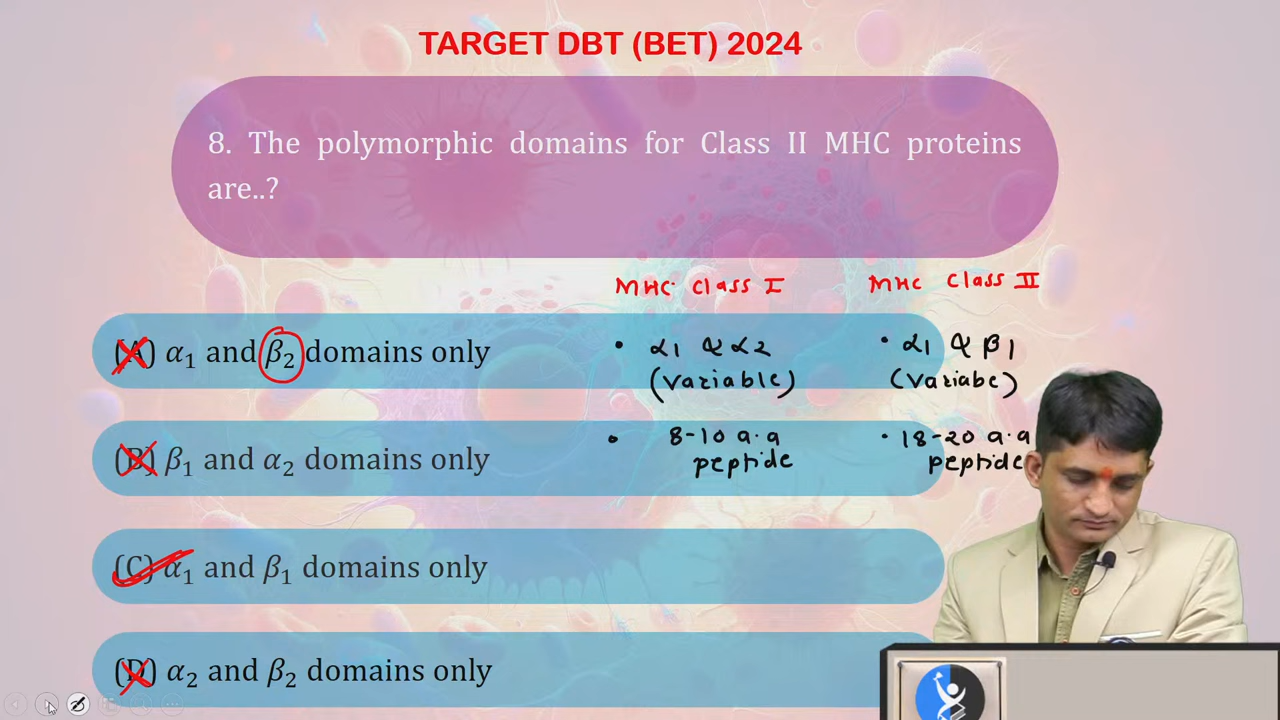 TARGET DBT (BET) 2024
8. The polymorphic domains for Class II MHC proteins
are..?
MHC Class I
MHC Class II
(A) α₁ and β₂ domains only
• α1 & α2
(variable)
• α1 & β1
(variabe)
(B) β₁ and α₂ domains only
• 8-10 a.a
peptide
• 18-20 a.a
peptide
(C) α₁ and β₁ domains only
(D) α₂ and β₂ domains only